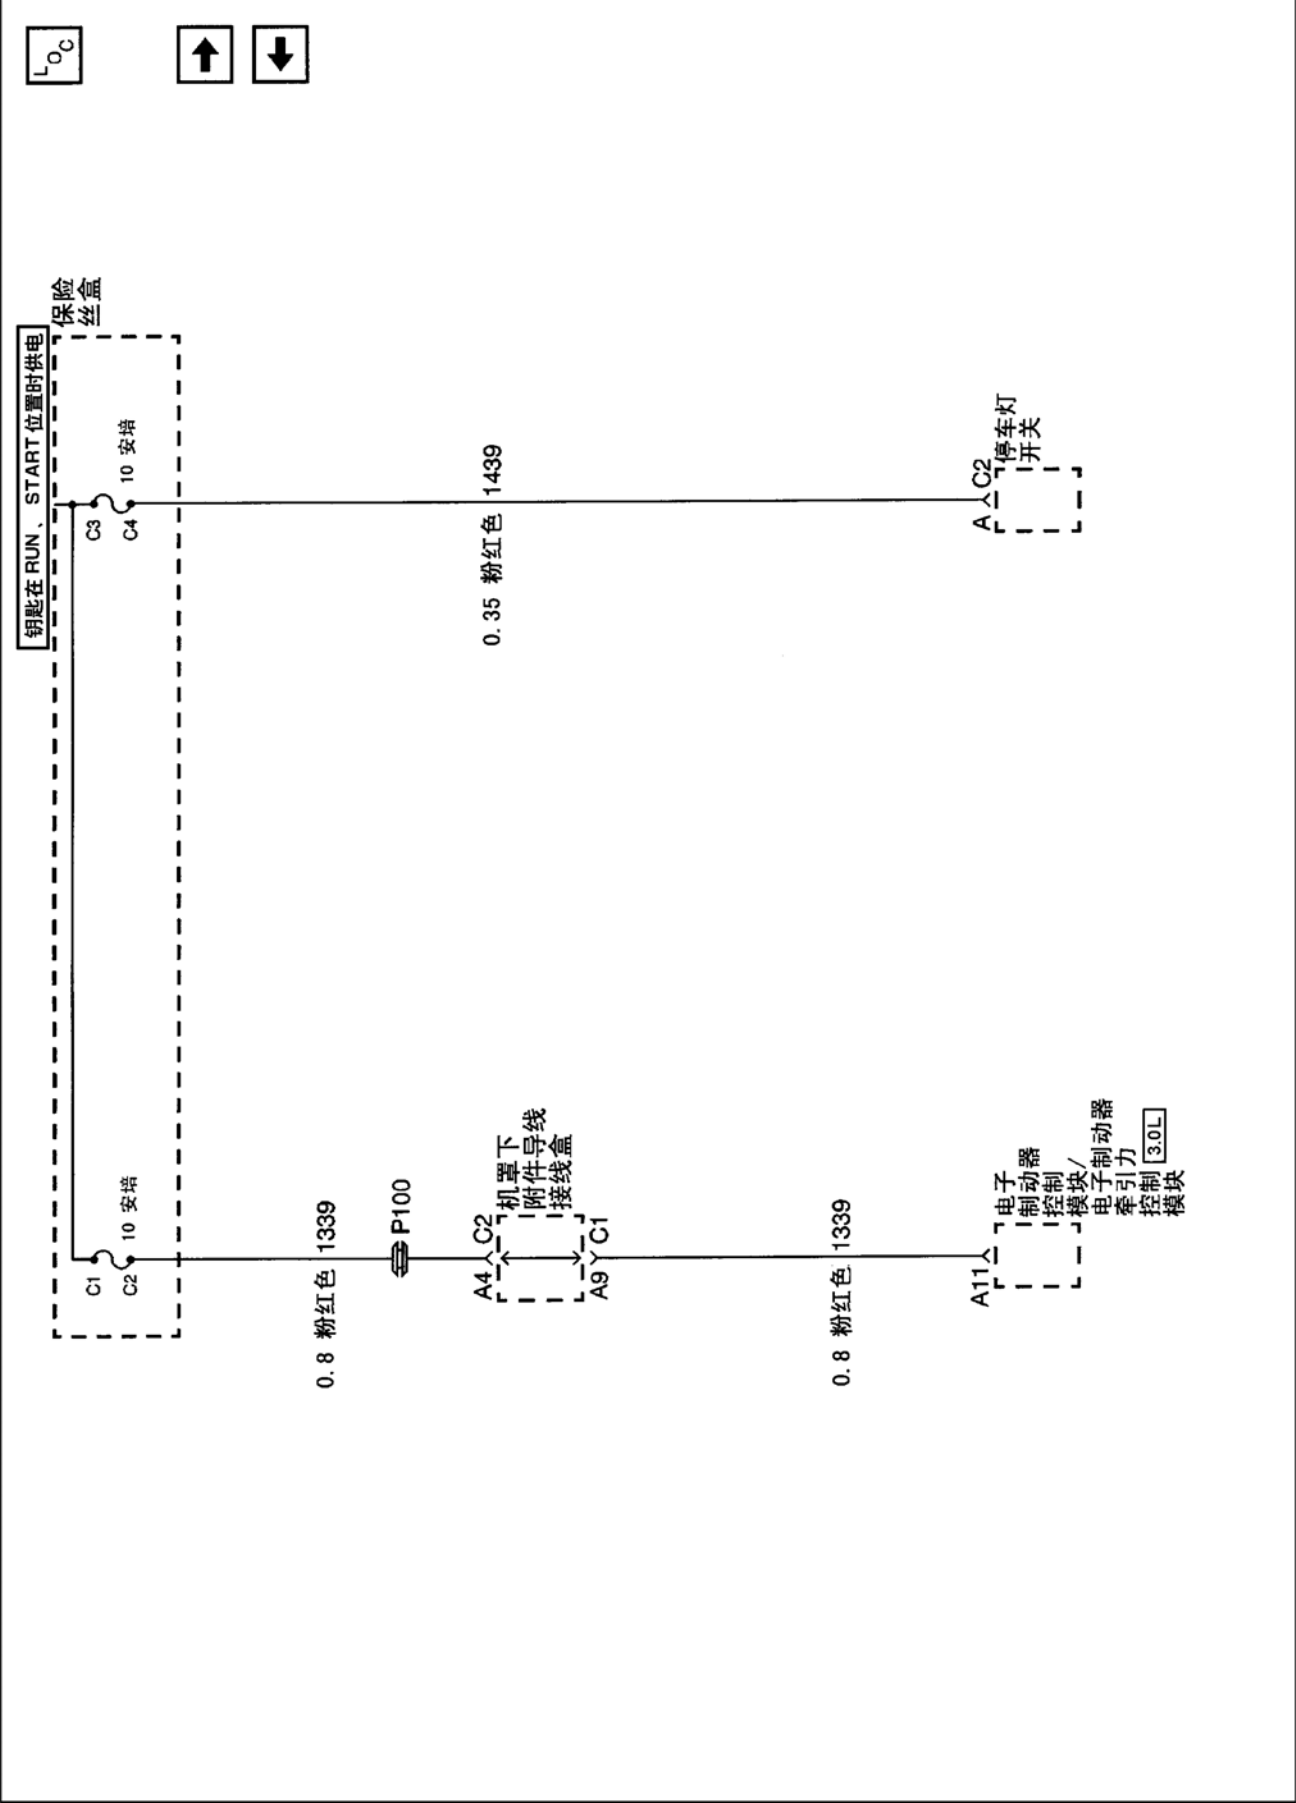 LOC
钥匙在 RUN 、 START 位置时供电
保险
丝盒
C1
C2
10 安培
C3
C4
10 安培
0.8 粉红色 1339
P100
0.35 粉红色 1439
A4 C2
机罩下
附件导线
接线盒
A9 C1
0.8 粉红色 1339
A11
电子
制动器
控制
模块/
电子制动器
牵引力
控制 3.0L
模块
A C2
停车灯
开关